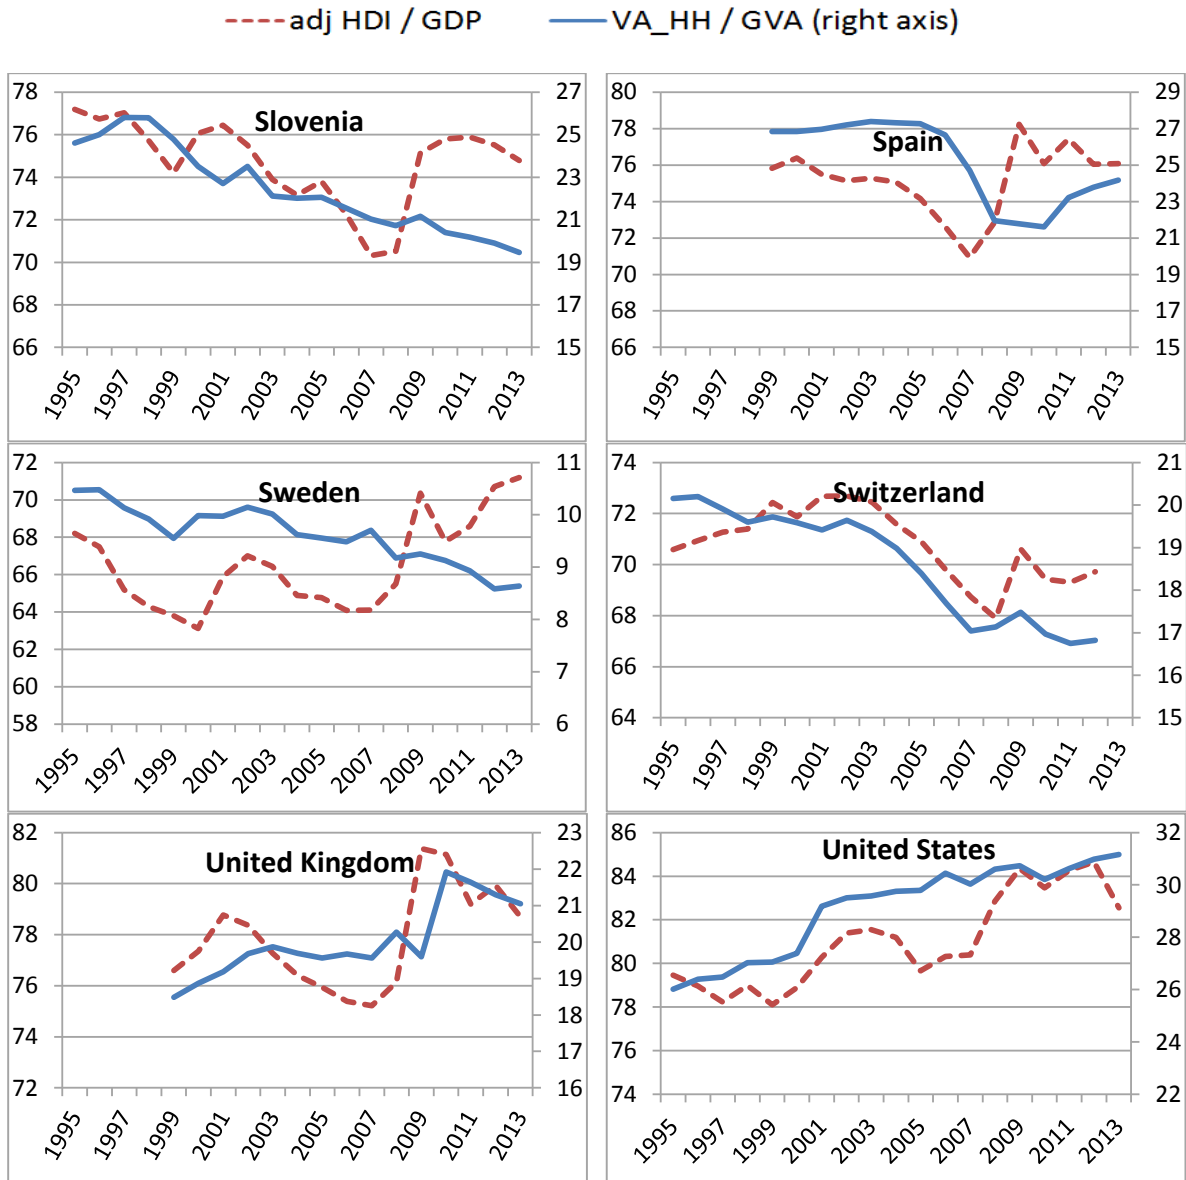 adj HDI / GDP VA_HH / GVA (right axis)
Slovenia
78 76 74 72 70 68 66
27 25 23 21 19 17 15
1995 1997 1999 2001 2003 2005 2007 2009 2011 2013
Spain
80 78 76 74 72 70 68 66
29 27 25 23 21 19 17 15
1995 1997 1999 2001 2003 2005 2007 2009 2011 2013
Sweden
72 70 68 66 64 62 60 58
11 10 9 8 7 6
1995 1997 1999 2001 2003 2005 2007 2009 2011 2013
Switzerland
74 72 70 68 66 64
21 20 19 18 17 16 15
1995 1997 1999 2001 2003 2005 2007 2009 2011 2013
United Kingdom
82 80 78 76 74 72
23 22 21 20 19 18 17 16
1995 1997 1999 2001 2003 2005 2007 2009 2011 2013
United States
86 84 82 80 78 76 74
32 30 28 26 24 22
1995 1997 1999 2001 2003 2005 2007 2009 2011 2013